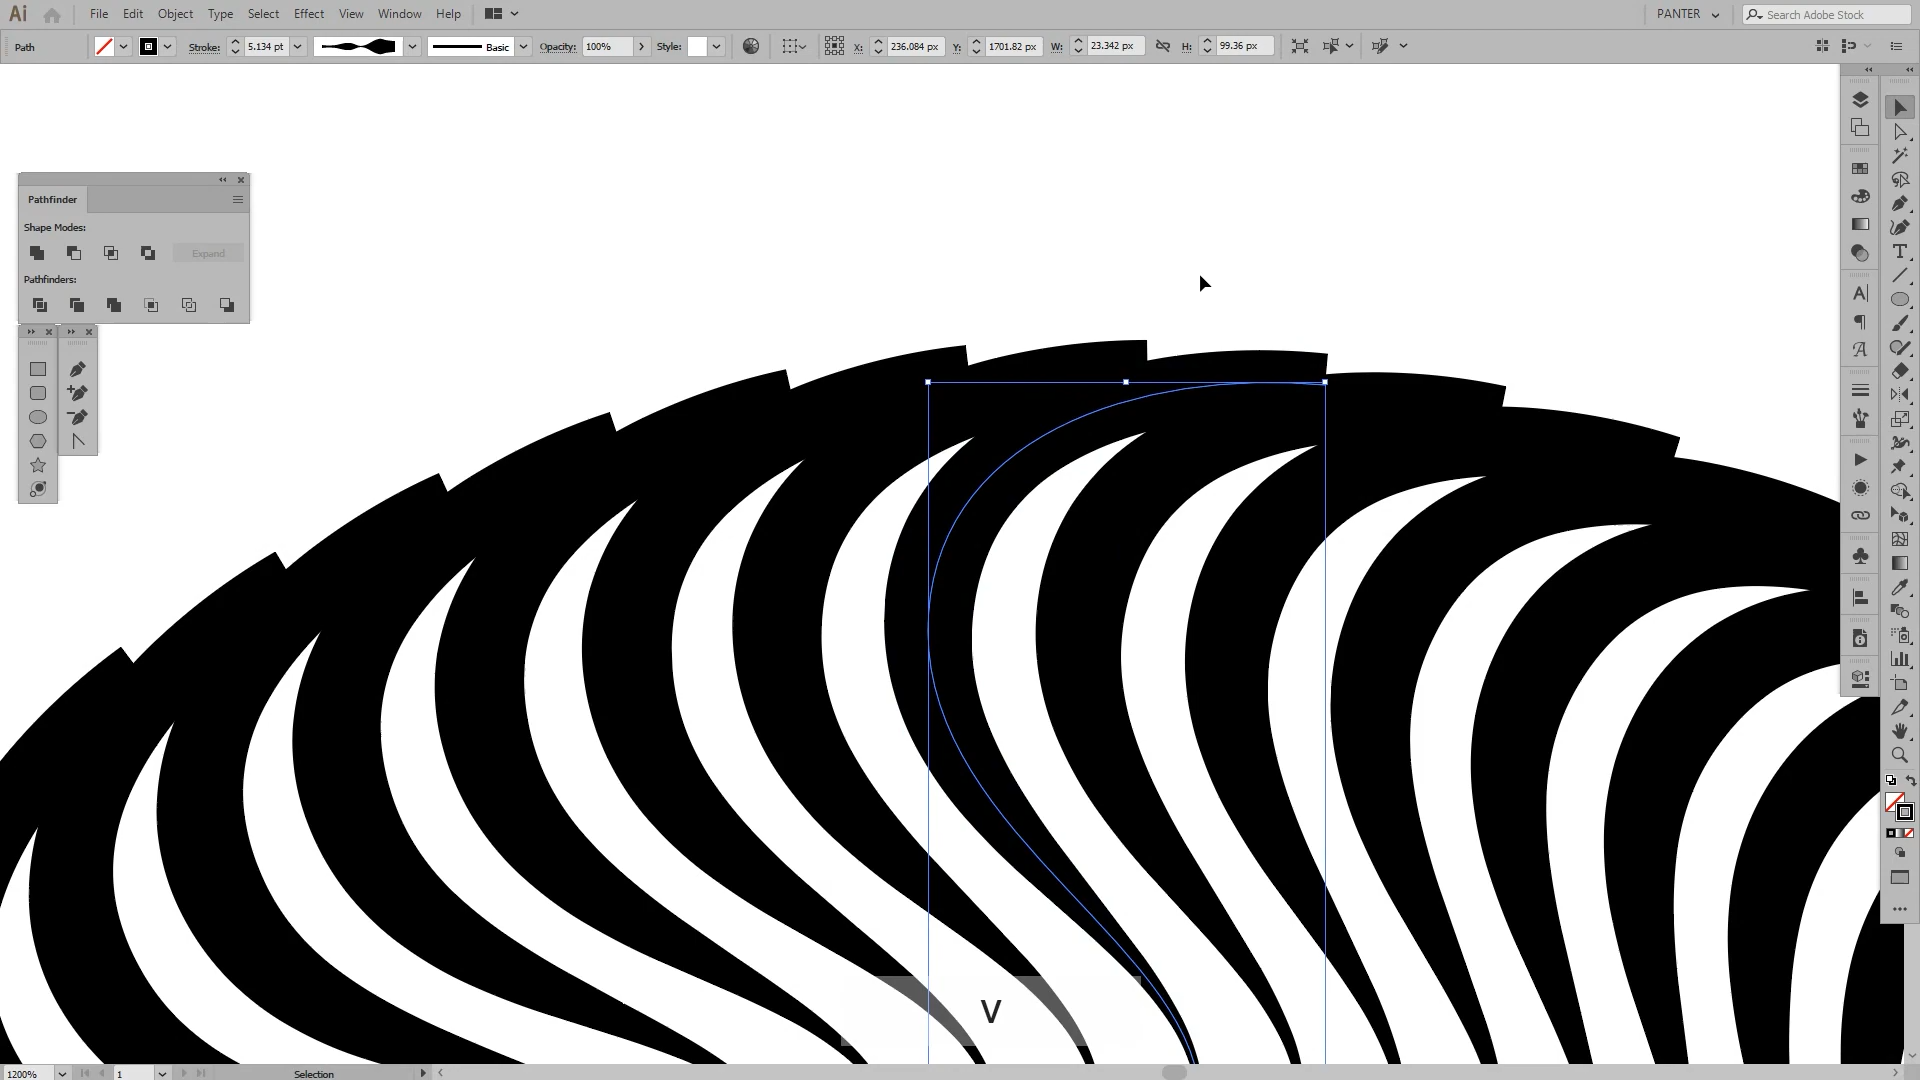 Ai File Edit Object Type Select Effect View Window Help PANTER Search Adobe Stock
Path Stroke: 5.134 pt Basic Opacity: 100% Style: X: 236.084 px Y: 1701.82 px W: 23.342 px H: 99.36 px
Pathfinder
Shape Modes:
Expand
Pathfinders:
V
1200% 1 Selection